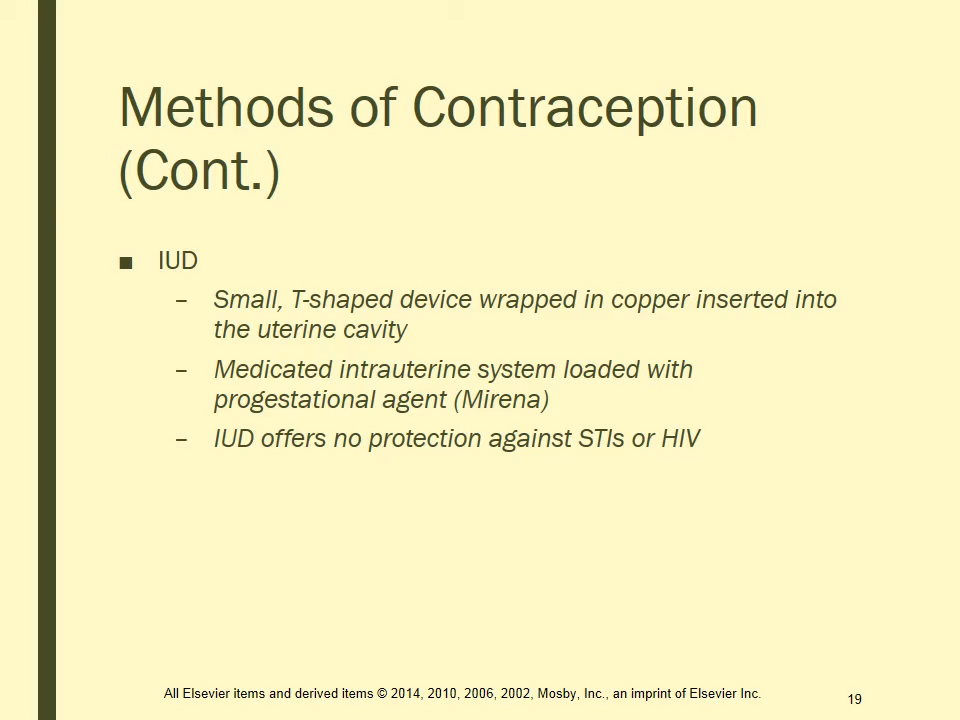 Methods of Contraception
(Cont.)
■ IUD
– Small, T-shaped device wrapped in copper inserted into
the uterine cavity
– Medicated intrauterine system loaded with
progestational agent (Mirena)
– IUD offers no protection against STIs or HIV
All Elsevier items and derived items © 2014, 2010, 2006, 2002, Mosby, Inc., an imprint of Elsevier Inc.
19